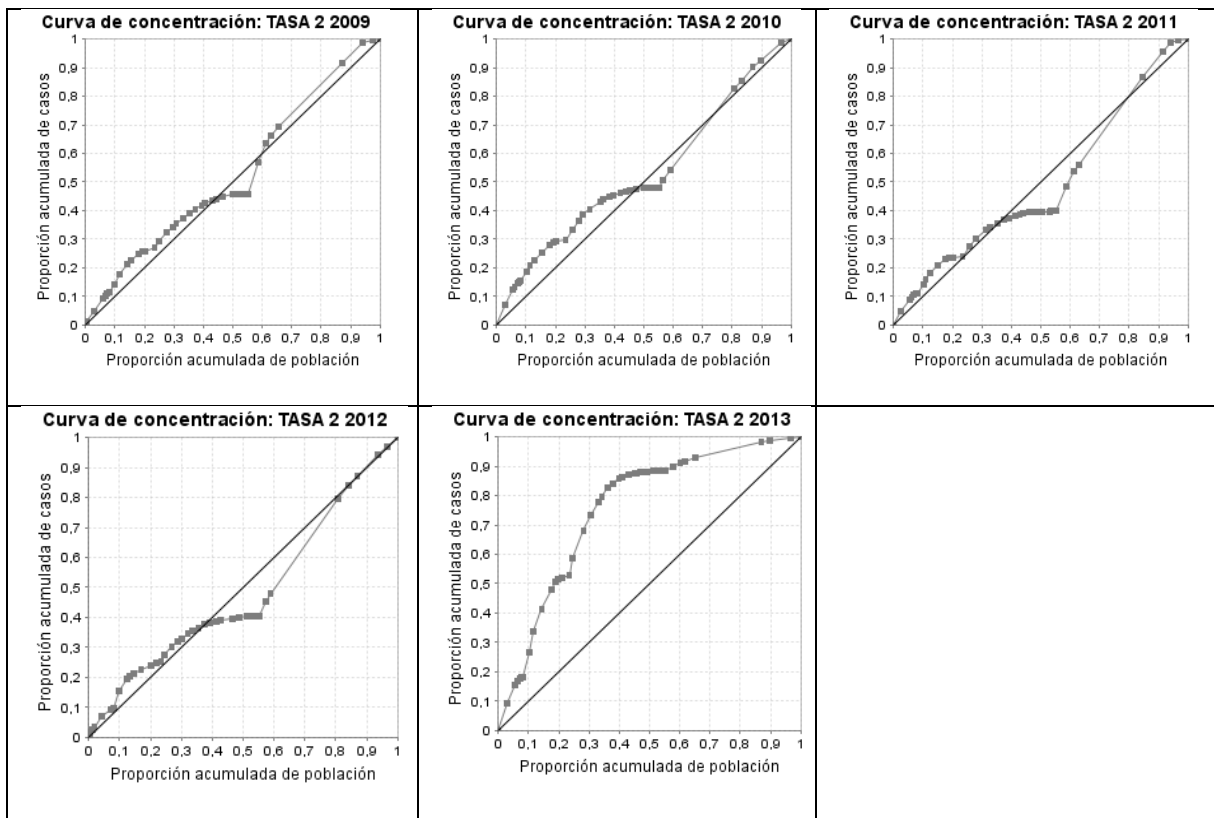 Curva de concentración: TASA 2 2009
1
0,9
0,8
0,7
0,6
0,5
0,4
0,3
0,2
0,1
0
0 0,1 0,2 0,3 0,4 0,5 0,6 0,7 0,8 0,9 1
Proporción acumulada de casos
Proporción acumulada de población
Curva de concentración: TASA 2 2010
1
0,9
0,8
0,7
0,6
0,5
0,4
0,3
0,2
0,1
0
0 0,1 0,2 0,3 0,4 0,5 0,6 0,7 0,8 0,9 1
Proporción acumulada de casos
Proporción acumulada de población
Curva de concentración: TASA 2 2011
1
0,9
0,8
0,7
0,6
0,5
0,4
0,3
0,2
0,1
0
0 0,1 0,2 0,3 0,4 0,5 0,6 0,7 0,8 0,9 1
Proporción acumulada de casos
Proporción acumulada de población
Curva de concentración: TASA 2 2012
1
0,9
0,8
0,7
0,6
0,5
0,4
0,3
0,2
0,1
0
0 0,1 0,2 0,3 0,4 0,5 0,6 0,7 0,8 0,9 1
Proporción acumulada de casos
Proporción acumulada de población
Curva de concentración: TASA 2 2013
1
0,9
0,8
0,7
0,6
0,5
0,4
0,3
0,2
0,1
0
0 0,1 0,2 0,3 0,4 0,5 0,6 0,7 0,8 0,9 1
Proporción acumulada de casos
Proporción acumulada de población